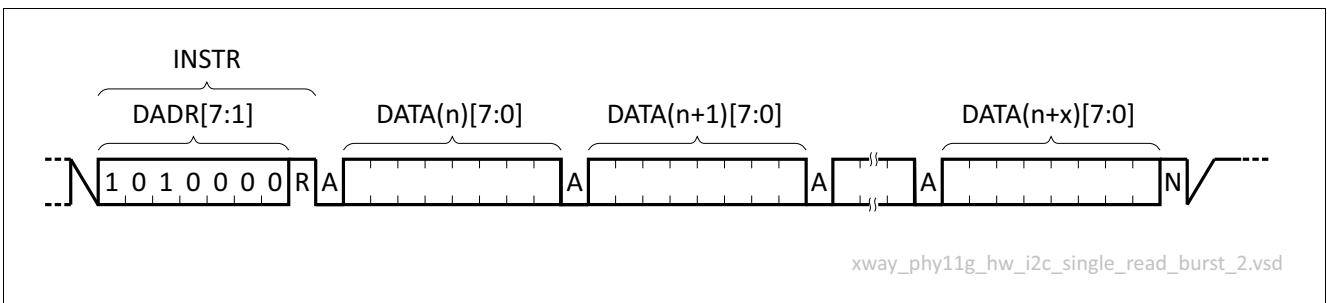 INSTR
DADR[7:1] DATA(n)[7:0] DATA(n+1)[7:0] DATA(n+x)[7:0]
1 0 1 0 0 0 0 R A A A A N
xway_phy11g_hw_i2c_single_read_burst_2.vsd